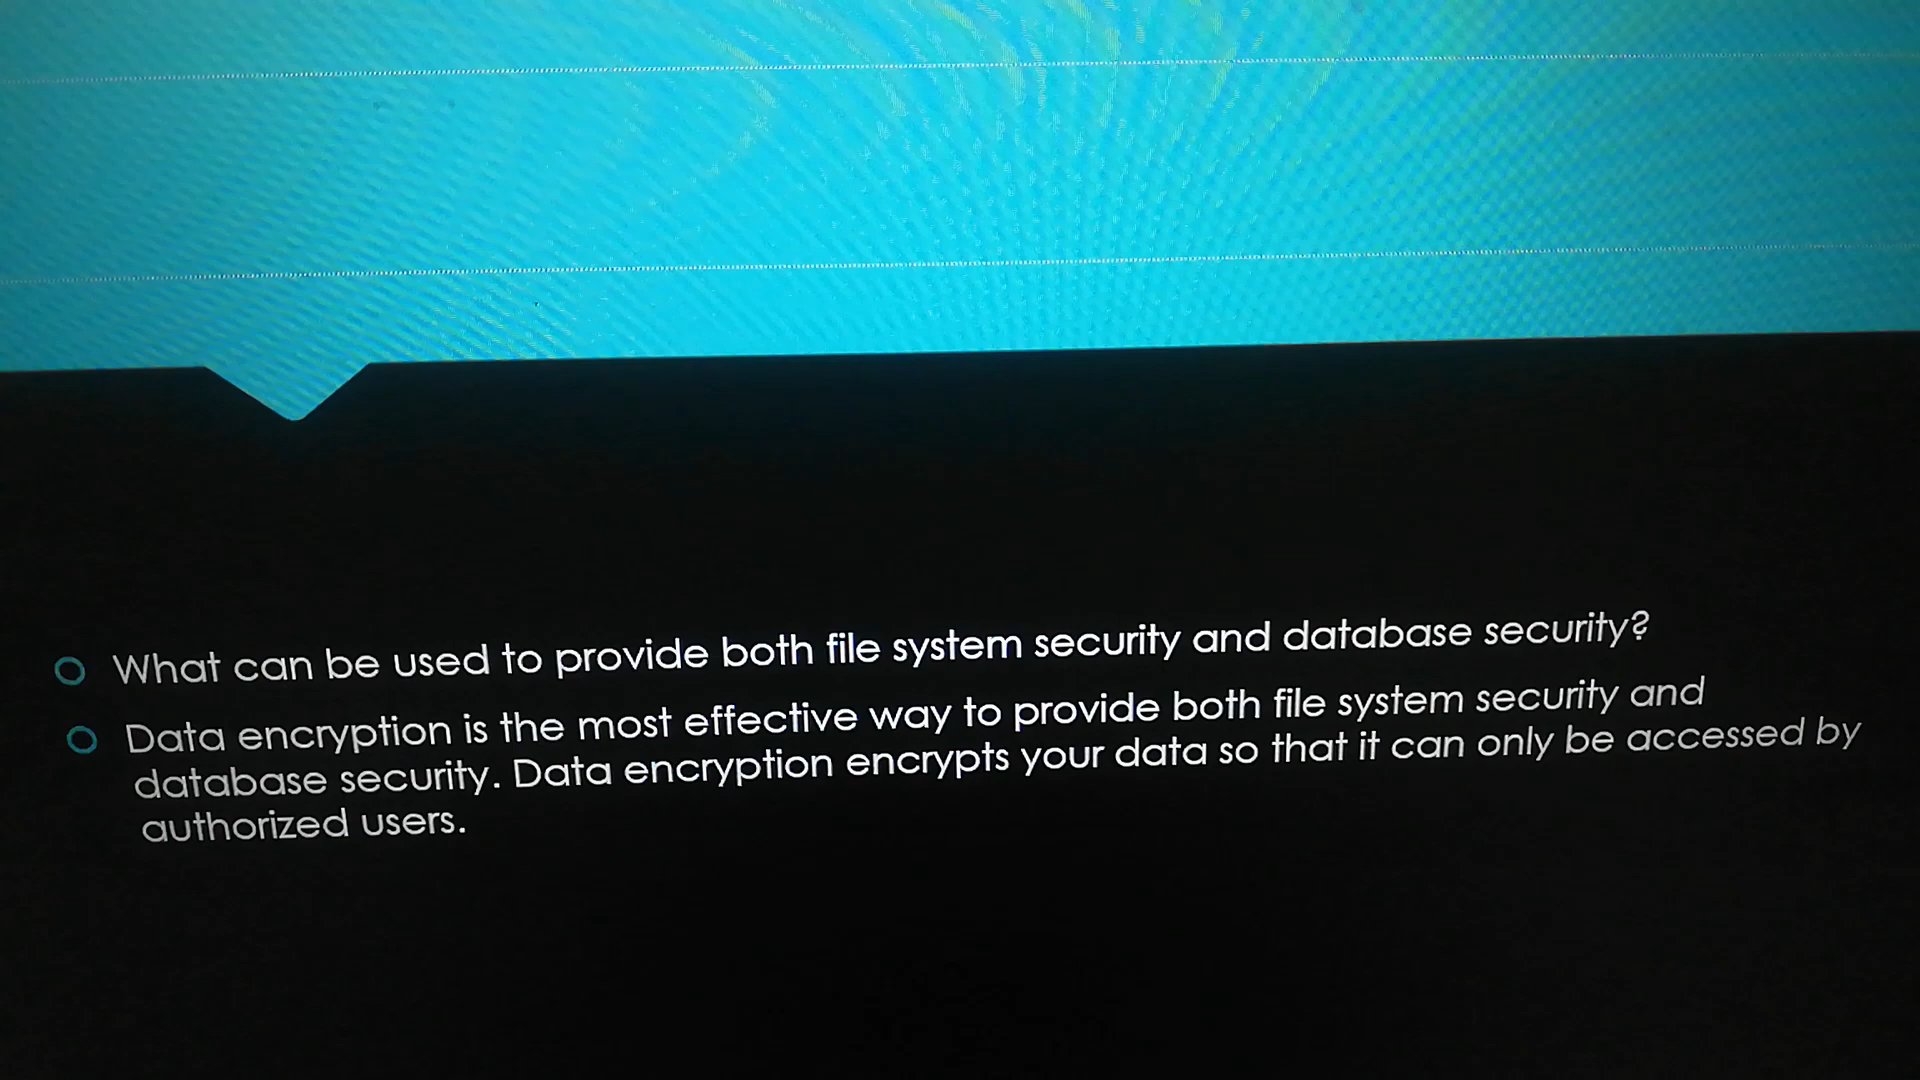 What can be used to provide both file system security and database security?
Data encryption is the most effective way to provide both file system security and
database security. Data encryption encrypts your data so that it can only be accessed by
authorized users.